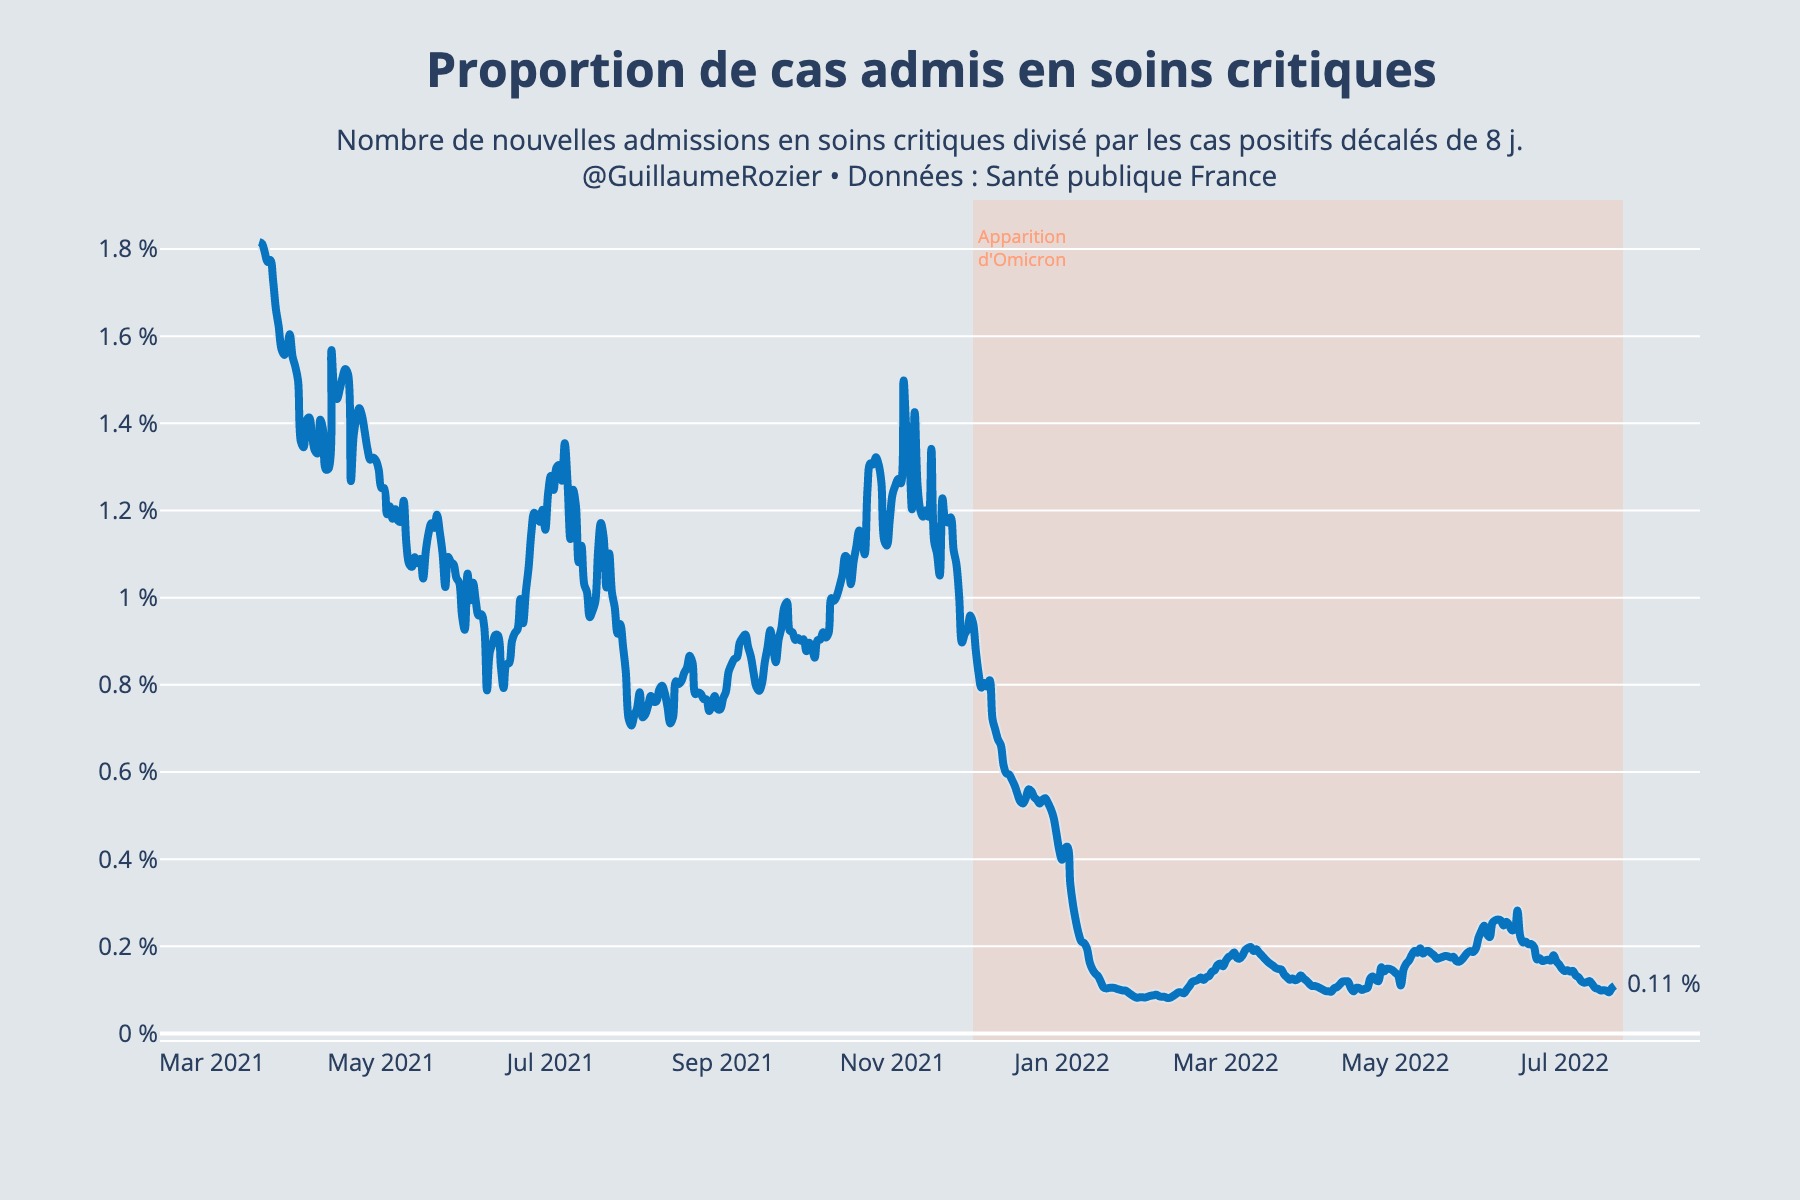 Proportion de cas admis en soins critiques
Nombre de nouvelles admissions en soins critiques divisé par les cas positifs décalés de 8 j.
@GuillaumeRozier • Données : Santé publique France
Apparition
d'Omicron
1.8 %
1.6 %
1.4 %
1.2 %
1 %
0.8 %
0.6 %
0.4 %
0.2 %
0 %
0.11 %
Mar 2021 May 2021 Jul 2021 Sep 2021 Nov 2021 Jan 2022 Mar 2022 May 2022 Jul 2022